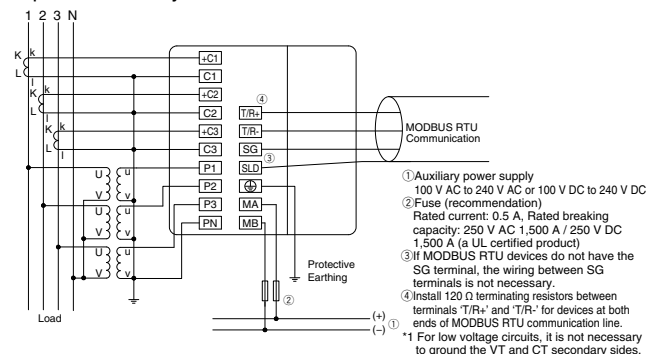 1 2 3 N
K
k
L
l
K
k
L
l
K
k
L
l
U
u
V
v
U
u
V
v
U
u
V
v
Load
+C1
C1
+C2
C2
+C3
C3
P1
P2
P3
PN
④
T/R+
T/R-
SG
③
SLD
MA
MB
MODBUS RTU
Communication
Protective
Earthing
②
(+)
(−)
①
①Auxiliary power supply
100 V AC to 240 V AC or 100 V DC to 240 V DC
②Fuse (recommendation)
Rated current: 0.5 A, Rated breaking
capacity: 250 V AC 1,500 A / 250 V DC
1,500 A (a UL certified product)
③If MODBUS RTU devices do not have the
SG terminal, the wiring between SG
terminals is not necessary.
④Install 120 Ω terminating resistors between
terminals ‘T/R+’ and ‘T/R-’ for devices at both
ends of MODBUS RTU communication line.
*1 For low voltage circuits, it is not necessary
to ground the VT and CT secondary sides.